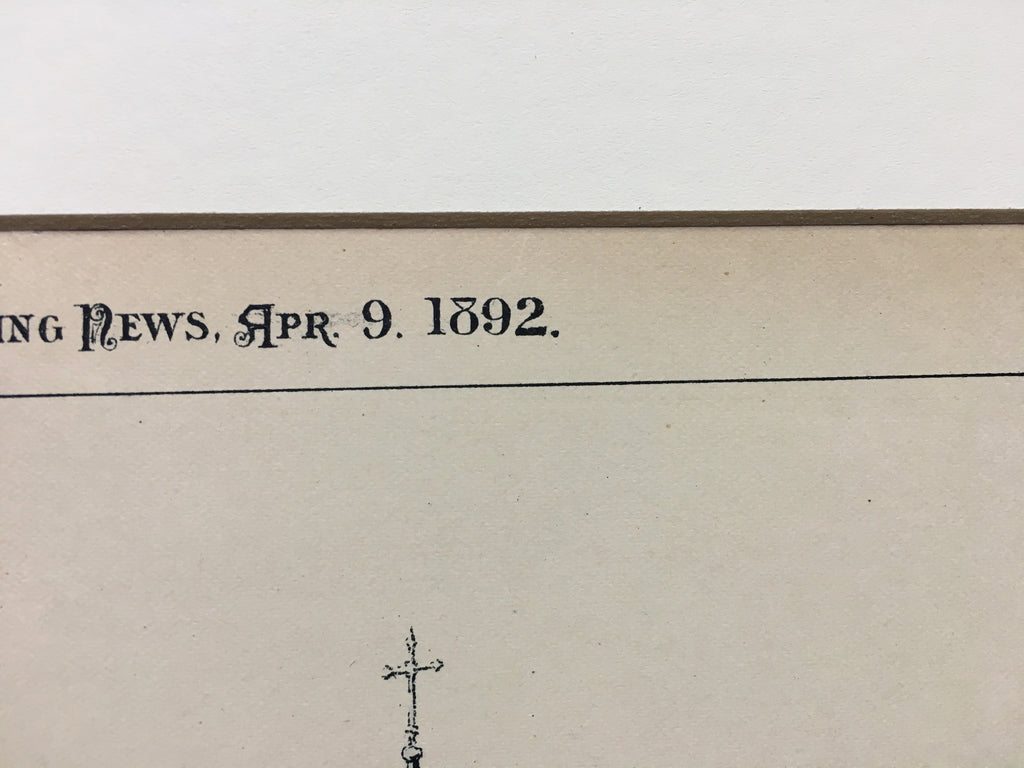 ING NEWS, APR. 9. 1892.